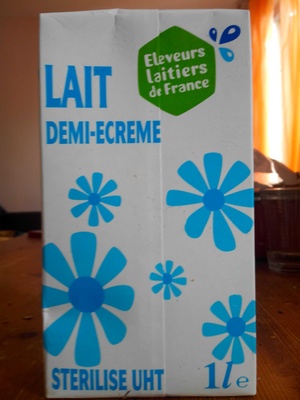 Eleveurs
laitiers
de France
LAIT
DEMI-ECREME
STERILISE UHT
1l e